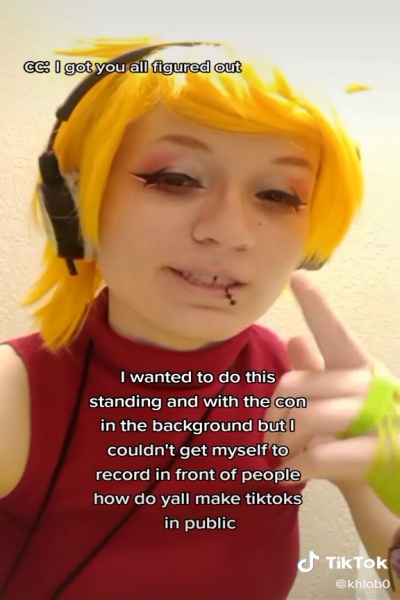 cc: I got you all figured out
I wanted to do this
standing and with the con
in the background but I
couldn't get myself to
record in front of people
how do yall make tiktoks
in public
TikTok
@khlob0